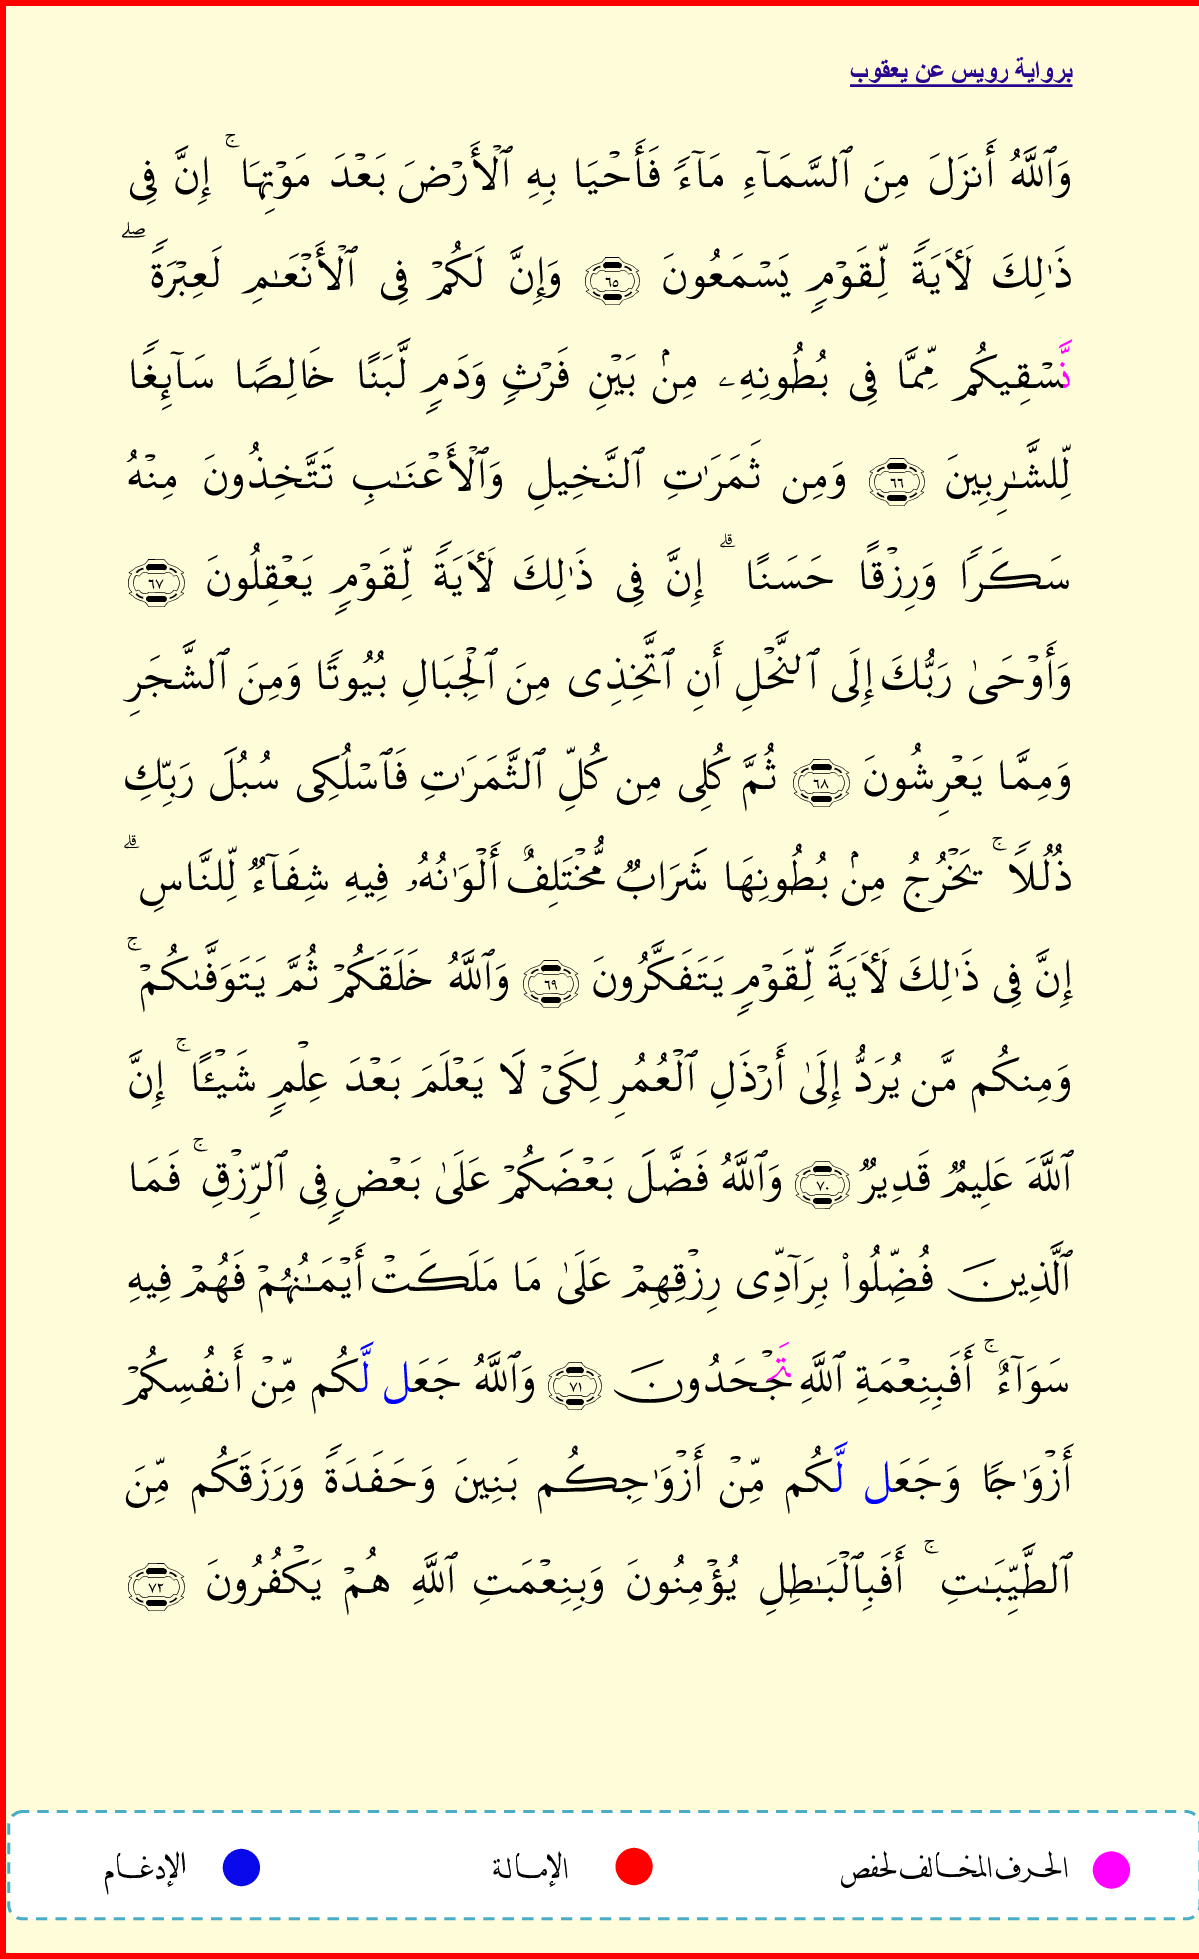 برواية رويس عن يعقوب
وَٱللَّهُ أَنزَلَ مِنَ ٱلسَّمَآءِ مَآءً فَأَحْيَا بِهِ ٱلْأَرْضَ بَعْدَ مَوْتِهَا ۚ إِنَّ فِى
ذَٰلِكَ لَأٓيَةً لِّقَوْمٍ يَسْمَعُونَ ٦٥ وَإِنَّ لَكُمْ فِى ٱلْأَنْعَـٰمِ لَعِبْرَةً ۖ
نَّسْقِيكُم مِّمَّا فِى بُطُونِهِۦ مِنۢ بَيْنِ فَرْثٍ وَدَمٍ لَّبَنًا خَالِصًا سَآئِغًا
لِّلشَّـٰرِبِينَ ٦٦ وَمِن ثَمَرَٰتِ ٱلنَّخِيلِ وَٱلْأَعْنَـٰبِ تَتَّخِذُونَ مِنْهُ
سَكَرًا وَرِزْقًا حَسَنًا ۗ إِنَّ فِى ذَٰلِكَ لَأٓيَةً لِّقَوْمٍ يَعْقِلُونَ ٦٧
وَأَوْحَىٰ رَبُّكَ إِلَى ٱلنَّحْلِ أَنِ ٱتَّخِذِى مِنَ ٱلْجِبَالِ بُيُوتًا وَمِنَ ٱلشَّجَرِ
وَمِمَّا يَعْرِشُونَ ٦٨ ثُمَّ كُلِى مِن كُلِّ ٱلثَّمَرَٰتِ فَٱسْلُكِى سُبُلَ رَبِّكِ
ذُلُلًا ۚ يَخْرُجُ مِنۢ بُطُونِهَا شَرَابٌ مُّخْتَلِفٌ أَلْوَٰنُهُۥ فِيهِ شِفَآءٌ لِّلنَّاسِ ۗ
إِنَّ فِى ذَٰلِكَ لَأٓيَةً لِّقَوْمٍ يَتَفَكَّرُونَ ٦٩ وَٱللَّهُ خَلَقَكُمْ ثُمَّ يَتَوَفَّىٰكُمْ ۚ
وَمِنكُم مَّن يُرَدُّ إِلَىٰ أَرْذَلِ ٱلْعُمُرِ لِكَىْ لَا يَعْلَمَ بَعْدَ عِلْمٍ شَيْـًٔا ۚ إِنَّ
ٱللَّهَ عَلِيمٌ قَدِيرٌ ٧٠ وَٱللَّهُ فَضَّلَ بَعْضَكُمْ عَلَىٰ بَعْضٍ فِى ٱلرِّزْقِ ۚ فَمَا
ٱلَّذِينَ فُضِّلُوا۟ بِرَآدِّى رِزْقِهِمْ عَلَىٰ مَا مَلَكَتْ أَيْمَـٰنُهُمْ فَهُمْ فِيهِ
سَوَآءٌ ۚ أَفَبِنِعْمَةِ ٱللَّهِ تَجْحَدُونَ ٧١ وَٱللَّهُ جَعَل لَّكُم مِّنْ أَنفُسِكُمْ
أَزْوَٰجًا وَجَعَل لَّكُم مِّنْ أَزْوَٰجِكُم بَنِينَ وَحَفَدَةً وَرَزَقَكُم مِّنَ
ٱلطَّيِّبَـٰتِ ۚ أَفَبِٱلْبَـٰطِلِ يُؤْمِنُونَ وَبِنِعْمَتِ ٱللَّهِ هُمْ يَكْفُرُونَ ٧٢
الحرف المخالف لحفص الإمالة الإدغام